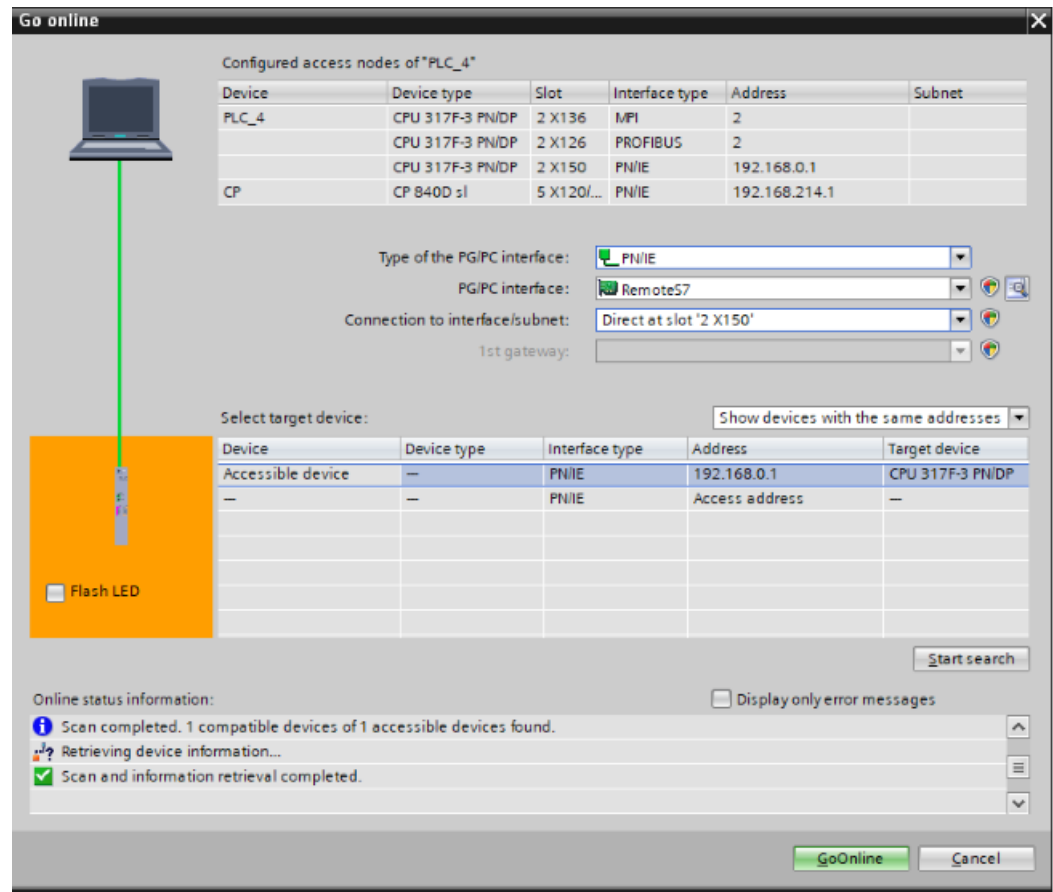 Go online
Configured access nodes of "PLC_4"
Device Device type Slot Interface type Address Subnet
PLC_4 CPU 317F-3 PN/DP 2 X136 MPI 2
CPU 317F-3 PN/DP 2 X126 PROFIBUS 2
CPU 317F-3 PN/DP 2 X150 PN/IE 192.168.0.1
CP CP 840D sl 5 X120/... PN/IE 192.168.214.1
Type of the PG/PC interface: PN/IE
PG/PC interface: RemoteS7
Connection to interface/subnet: Direct at slot '2 X150'
1st gateway:
Select target device: Show devices with the same addresses
Device Device type Interface type Address Target device
Accessible device — PN/IE 192.168.0.1 CPU 317F-3 PN/DP
— — PN/IE Access address —
Flash LED
Start search
Online status information: Display only error messages
Scan completed. 1 compatible devices of 1 accessible devices found.
Retrieving device information...
Scan and information retrieval completed.
GoOnline Cancel